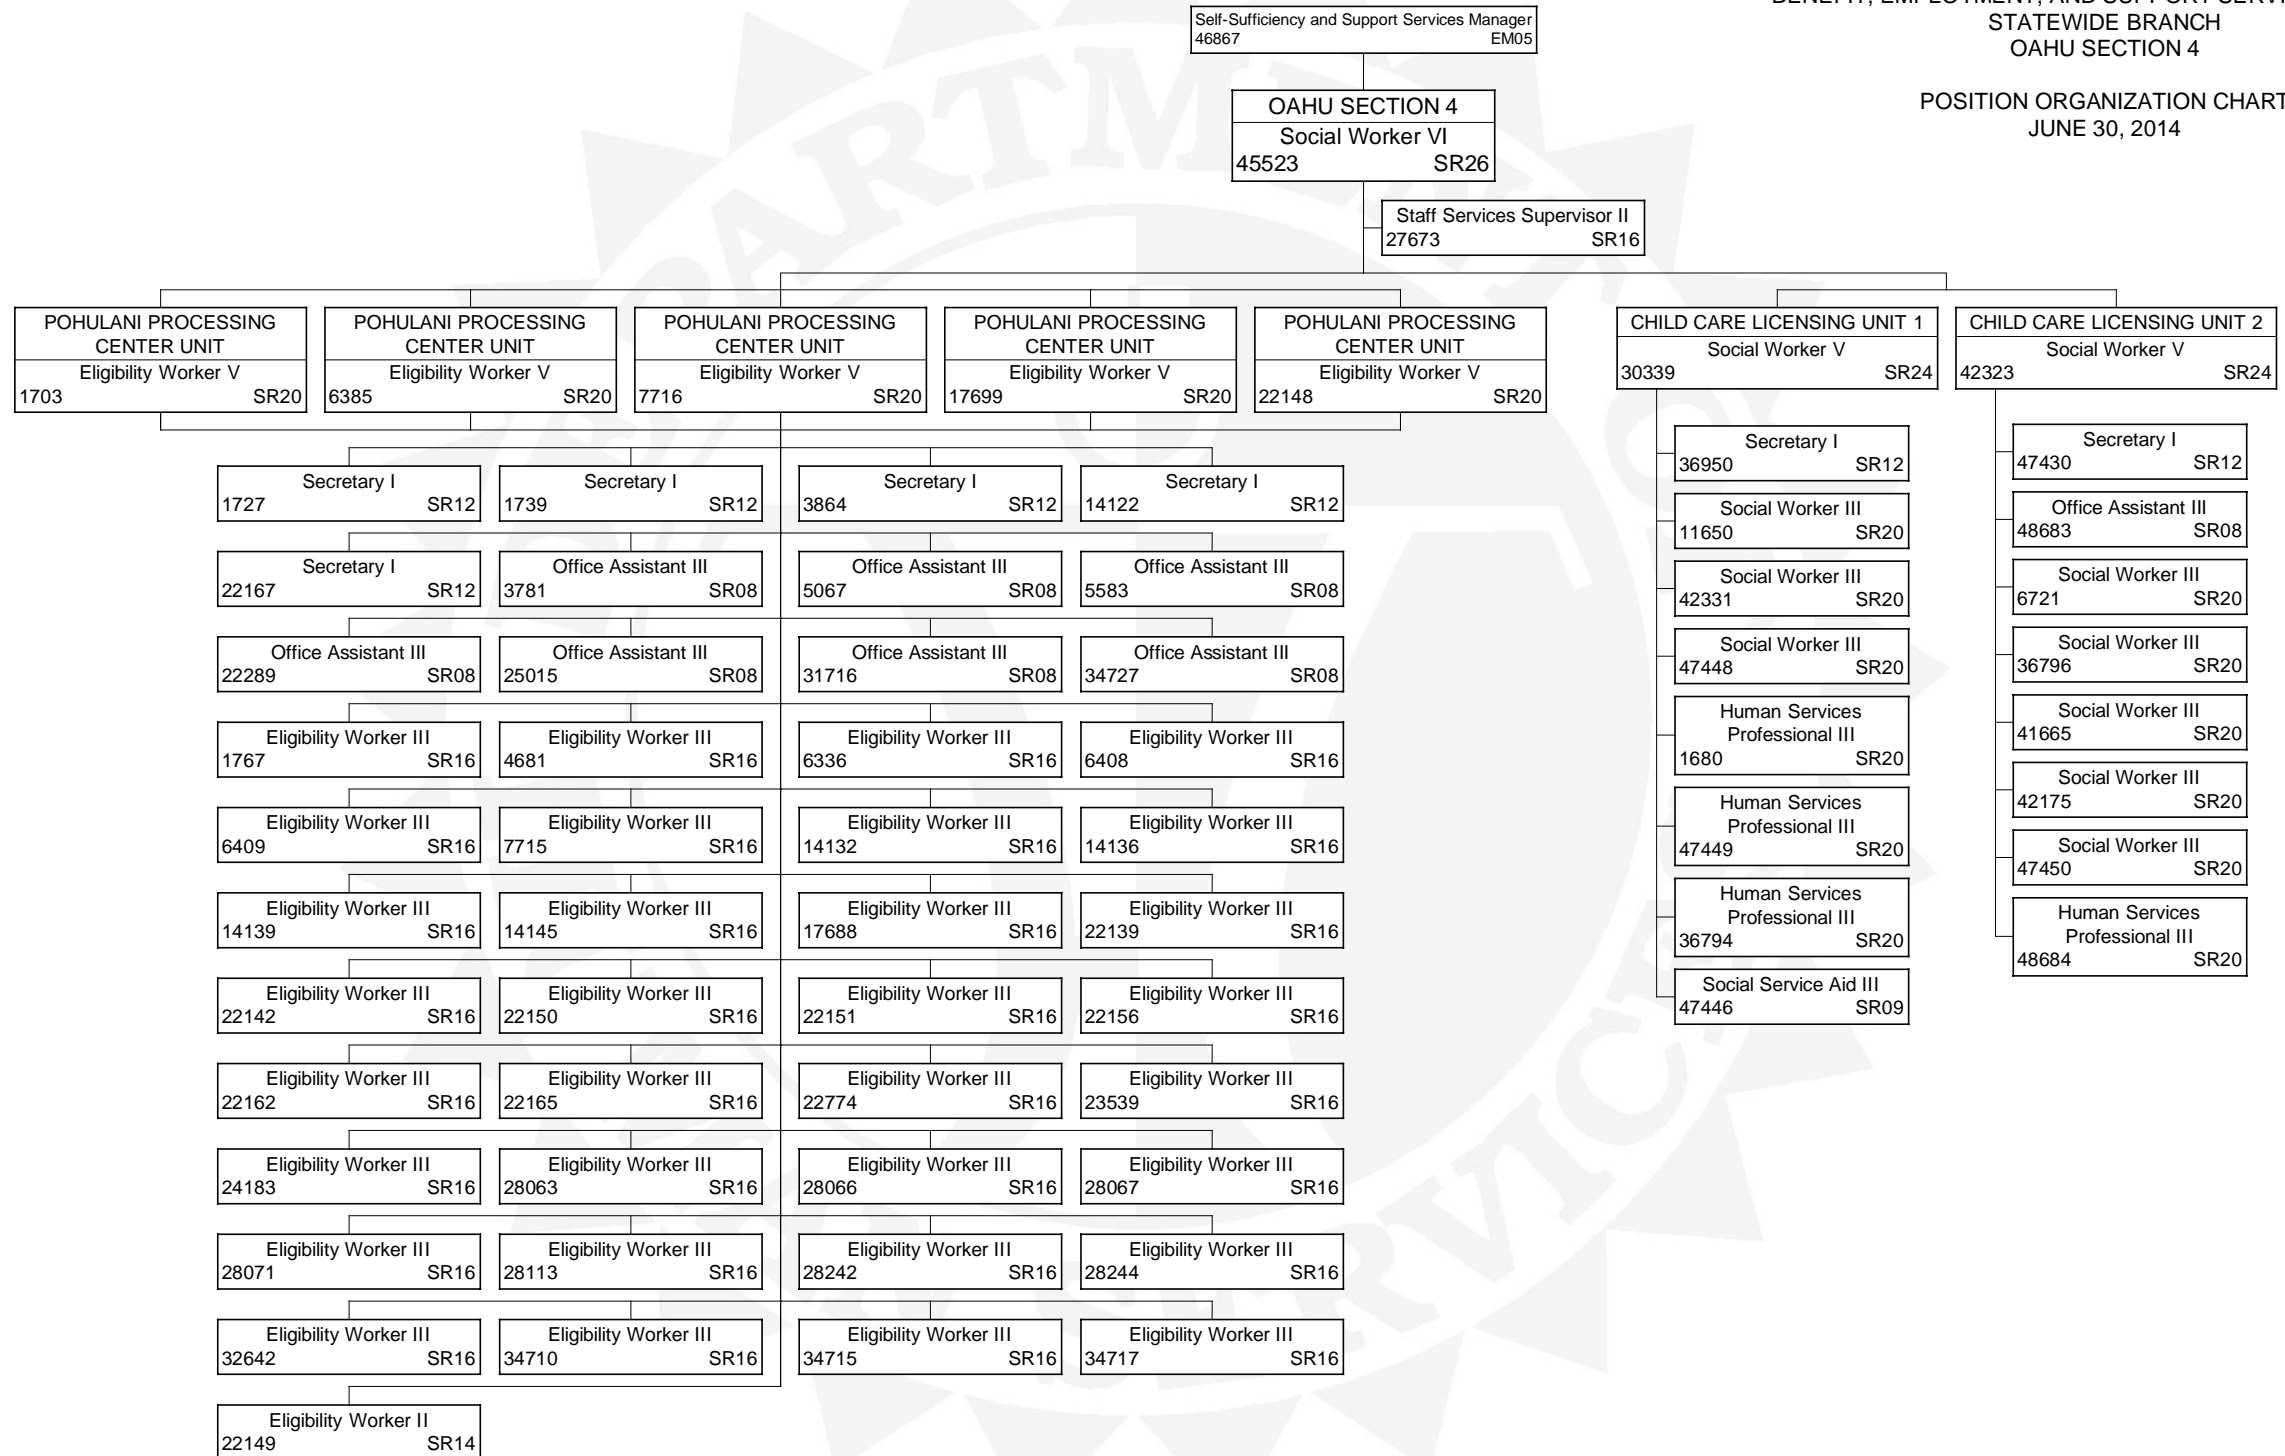 BENEFIT, EMPLOYMENT, AND SUPPORT
STATEWIDE BRANCH
OAHU SECTION 4
POSITION ORGANIZATION CHART
JUNE 30, 2014
Self-Sufficiency and Support Services Manager
46867 EM05
OAHU SECTION 4
Social Worker VI
45523 SR26
Staff Services Supervisor II
27673 SR16
POHULANI PROCESSING
CENTER UNIT
Eligibility Worker V
1703 SR20
POHULANI PROCESSING
CENTER UNIT
Eligibility Worker V
6385 SR20
POHULANI PROCESSING
CENTER UNIT
Eligibility Worker V
7716 SR20
POHULANI PROCESSING
CENTER UNIT
Eligibility Worker V
17699 SR20
POHULANI PROCESSING
CENTER UNIT
Eligibility Worker V
22148 SR20
CHILD CARE LICENSING UNIT 1
Social Worker V
30339 SR24
CHILD CARE LICENSING UNIT 2
Social Worker V
42323 SR24
Secretary I
1727 SR12
Secretary I
1739 SR12
Secretary I
3864 SR12
Secretary I
14122 SR12
Secretary I
22167 SR12
Office Assistant III
3781 SR08
Office Assistant III
5067 SR08
Office Assistant III
5583 SR08
Office Assistant III
22289 SR08
Office Assistant III
25015 SR08
Office Assistant III
31716 SR08
Office Assistant III
34727 SR08
Eligibility Worker III
1767 SR16
Eligibility Worker III
4681 SR16
Eligibility Worker III
6336 SR16
Eligibility Worker III
6408 SR16
Eligibility Worker III
6409 SR16
Eligibility Worker III
7715 SR16
Eligibility Worker III
14132 SR16
Eligibility Worker III
14136 SR16
Eligibility Worker III
14139 SR16
Eligibility Worker III
14145 SR16
Eligibility Worker III
17688 SR16
Eligibility Worker III
22139 SR16
Eligibility Worker III
22142 SR16
Eligibility Worker III
22150 SR16
Eligibility Worker III
22151 SR16
Eligibility Worker III
22156 SR16
Eligibility Worker III
22162 SR16
Eligibility Worker III
22165 SR16
Eligibility Worker III
22774 SR16
Eligibility Worker III
23539 SR16
Eligibility Worker III
24183 SR16
Eligibility Worker III
28063 SR16
Eligibility Worker III
28066 SR16
Eligibility Worker III
28067 SR16
Eligibility Worker III
28071 SR16
Eligibility Worker III
28113 SR16
Eligibility Worker III
28242 SR16
Eligibility Worker III
28244 SR16
Eligibility Worker III
32642 SR16
Eligibility Worker III
34710 SR16
Eligibility Worker III
34715 SR16
Eligibility Worker III
34717 SR16
Eligibility Worker II
22149 SR14
Secretary I
36950 SR12
Social Worker III
11650 SR20
Social Worker III
42331 SR20
Social Worker III
47448 SR20
Human Services
Professional III
1680 SR20
Human Services
Professional III
47449 SR20
Human Services
Professional III
36794 SR20
Social Service Aid III
47446 SR09
Secretary I
47430 SR12
Office Assistant III
48683 SR08
Social Worker III
6721 SR20
Social Worker III
36796 SR20
Social Worker III
41665 SR20
Social Worker III
42175 SR20
Social Worker III
47450 SR20
Human Services
Professional III
48684 SR20